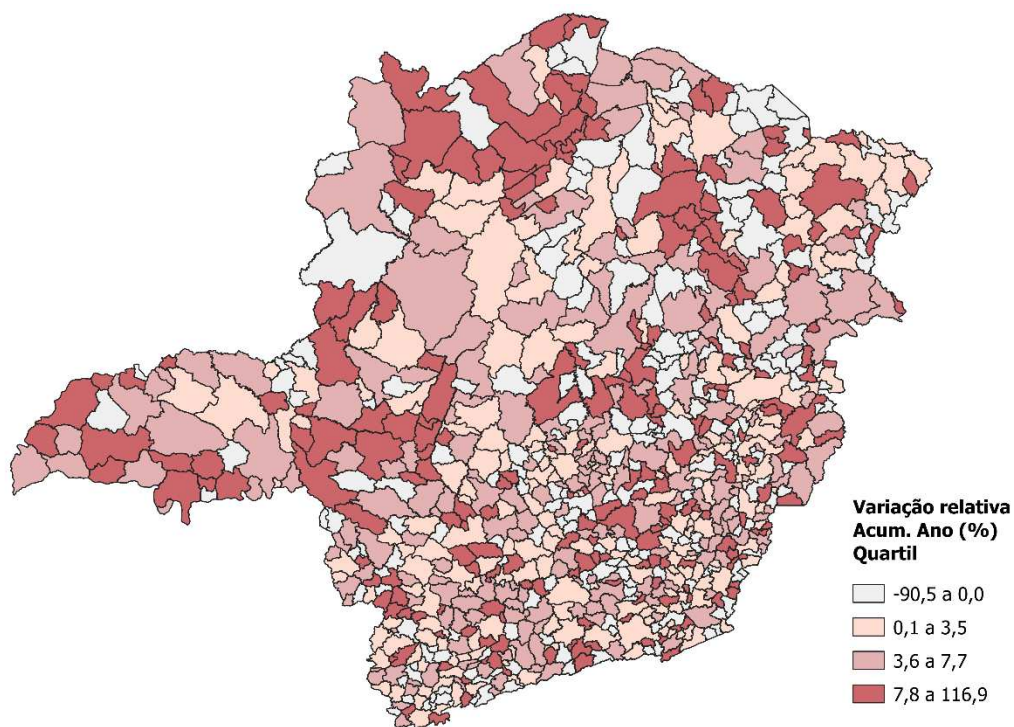 Variação relativa
Acum. Ano (%)
Quartil
-90,5 a 0,0
0,1 a 3,5
3,6 a 7,7
7,8 a 116,9